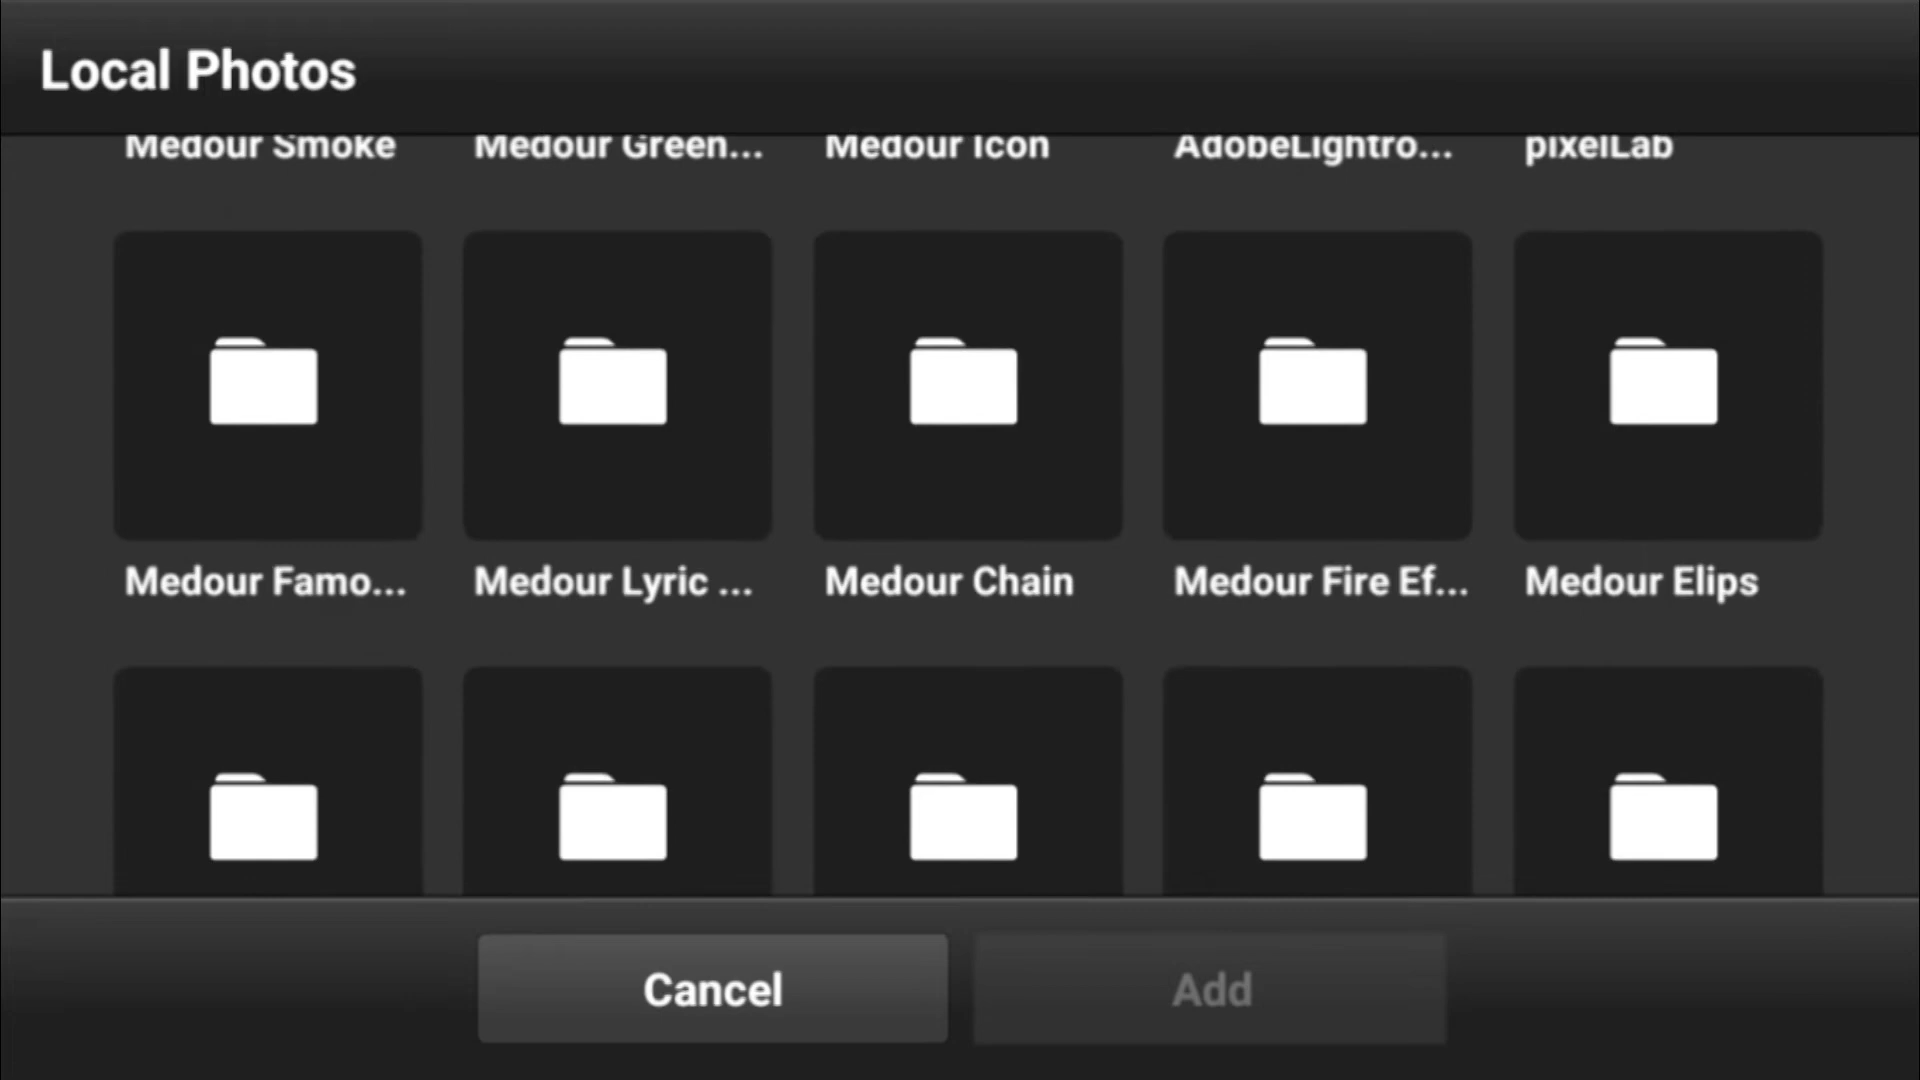 Local Photos
Medour Smoke
Medour Green...
Medour Icon
AdobeLightro...
pixelLab
Medour Famo...
Medour Lyric ...
Medour Chain
Medour Fire Ef...
Medour Elips
Cancel
Add